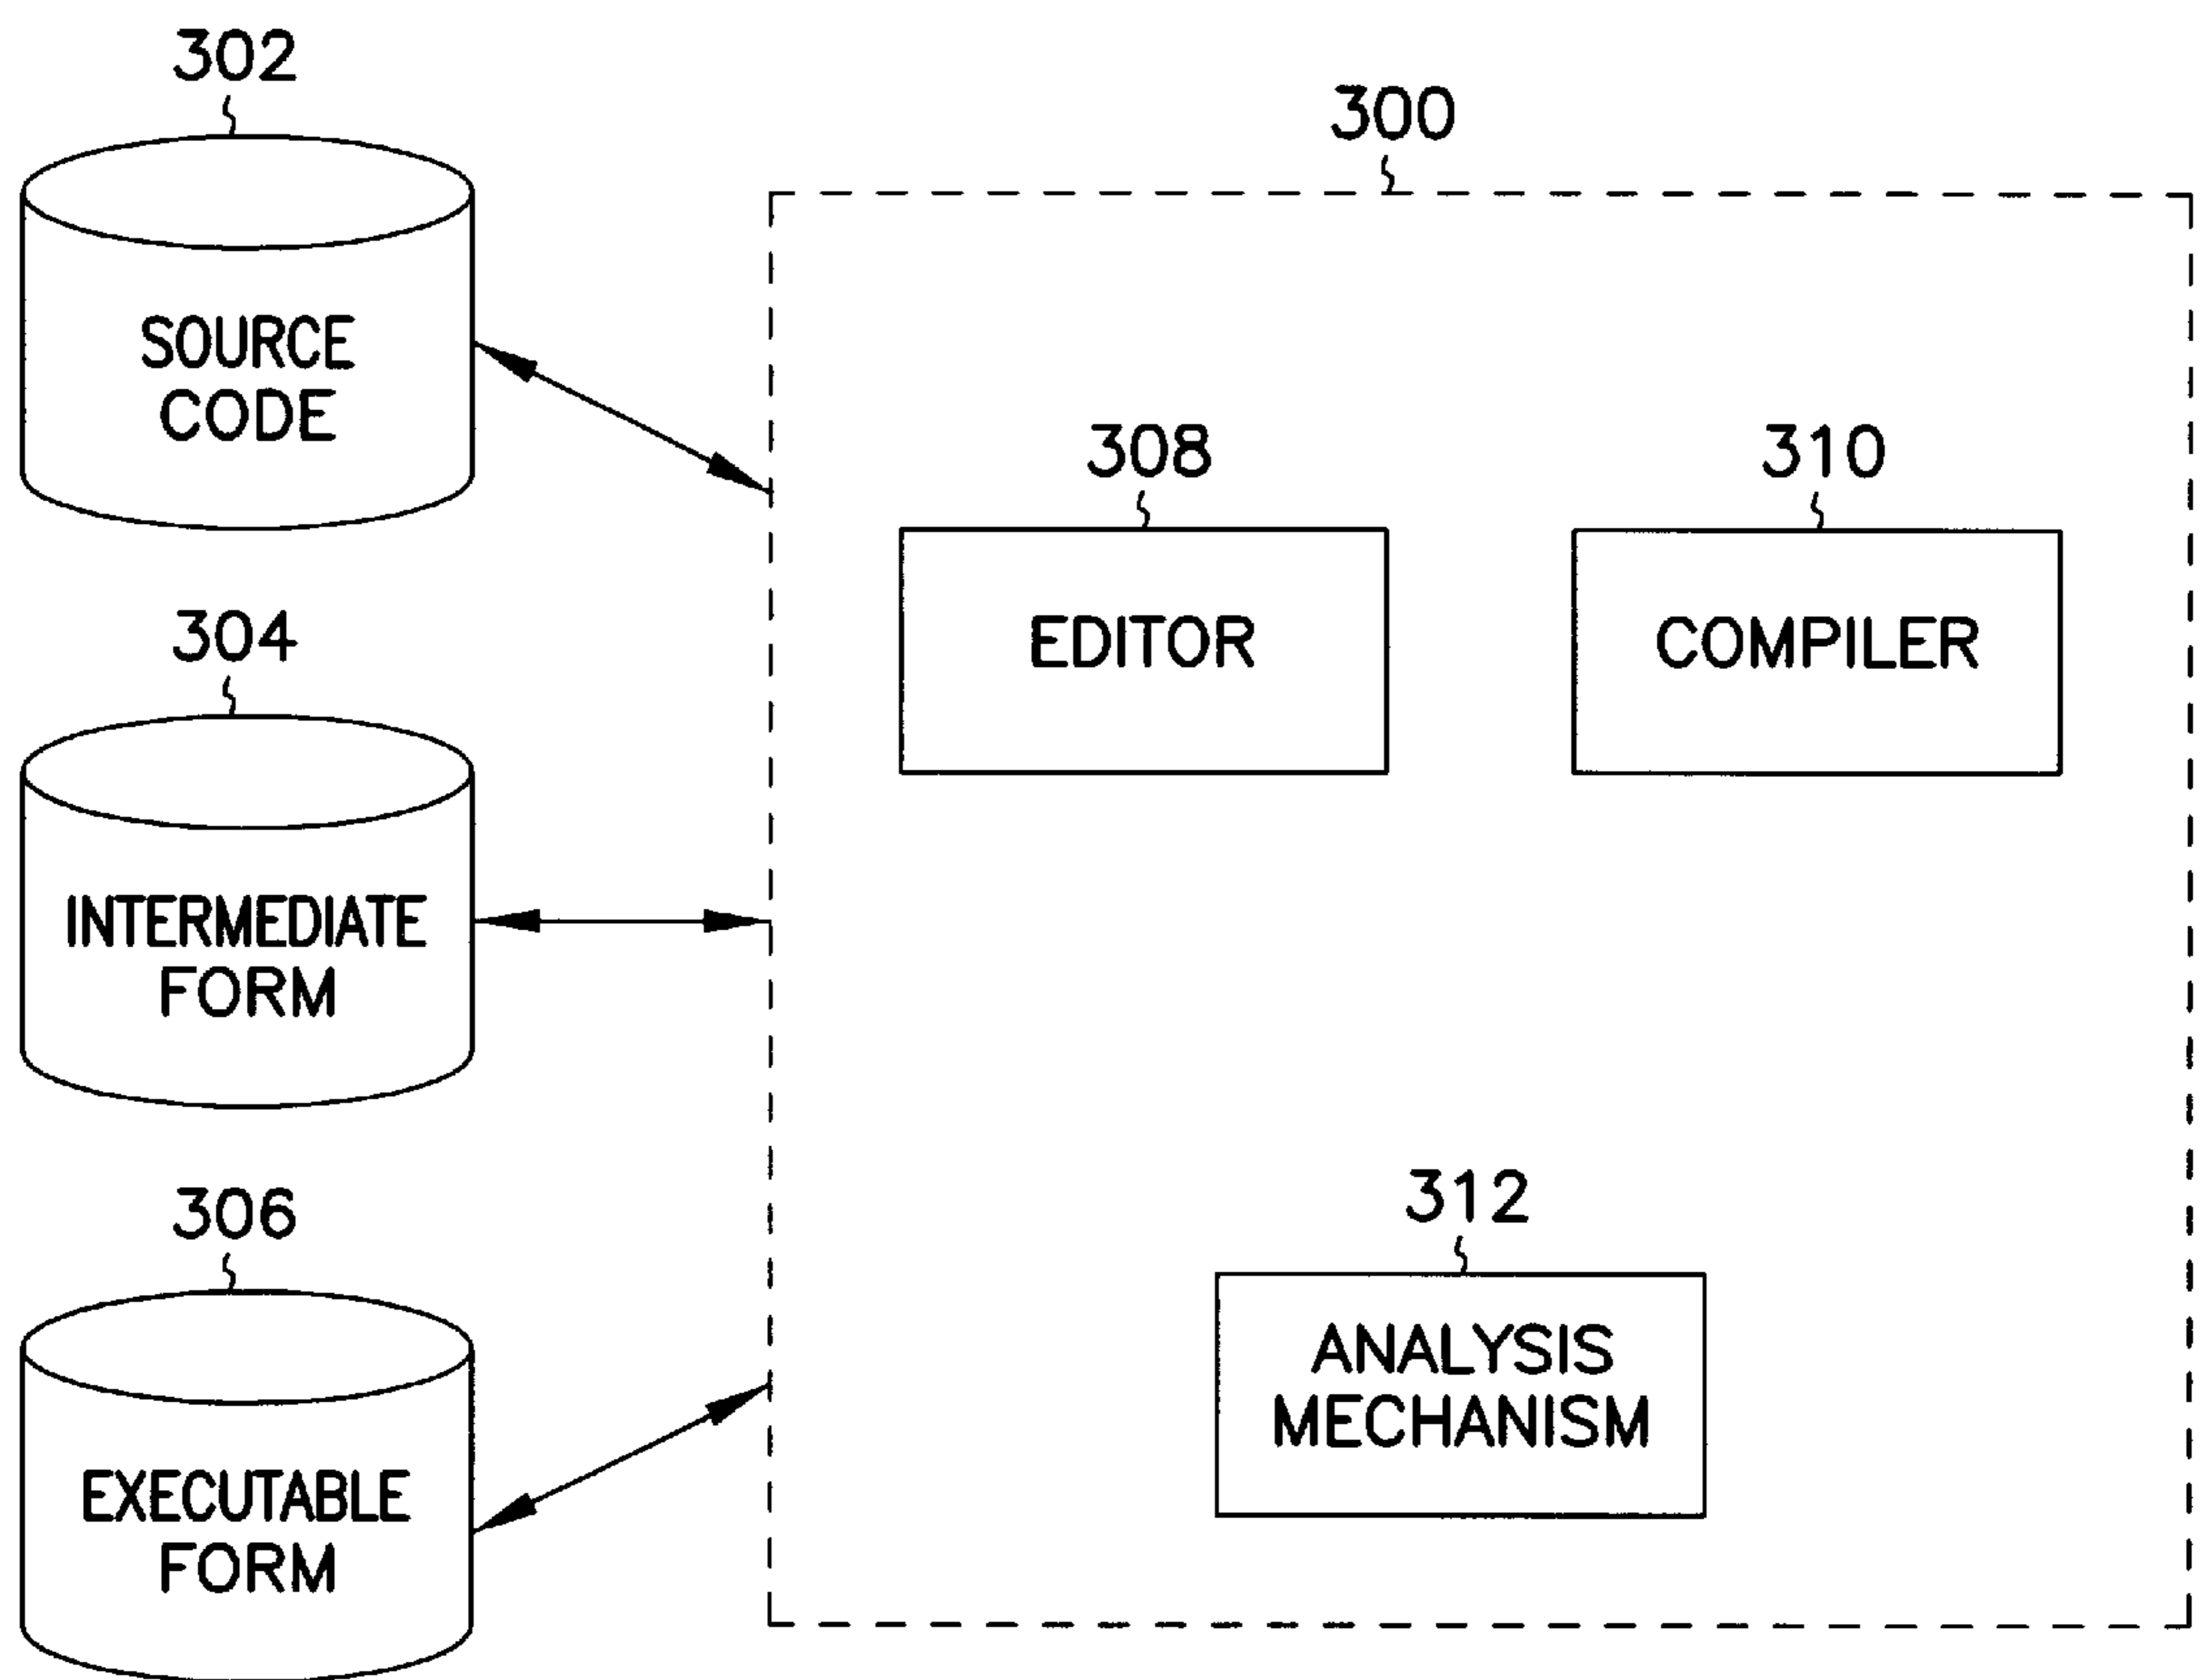 302
SOURCE
CODE
304
INTERMEDIATE
FORM
306
EXECUTABLE
FORM
300
308
EDITOR
310
COMPILER
312
ANALYSIS
MECHANISM